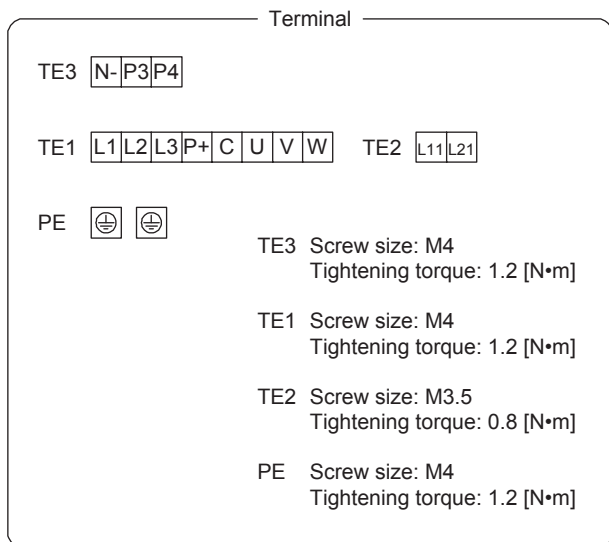 Terminal
TE3 N- P3 P4
TE1 L1 L2 L3 P+ C U V W TE2 L11 L21
PE
TE3 Screw size: M4
Tightening torque: 1.2 [N•m]
TE1 Screw size: M4
Tightening torque: 1.2 [N•m]
TE2 Screw size: M3.5
Tightening torque: 0.8 [N•m]
PE Screw size: M4
Tightening torque: 1.2 [N•m]